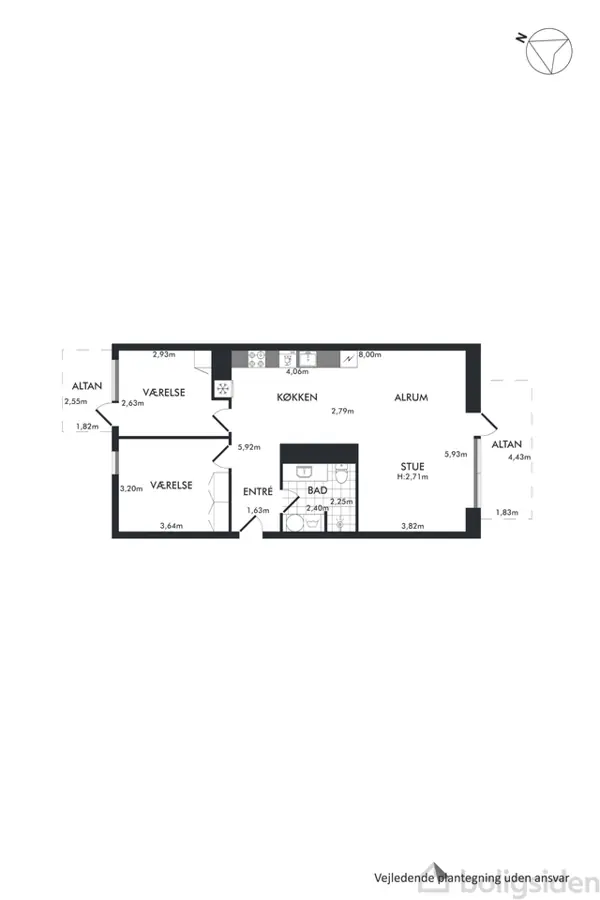 N
2,93m
8,00m
4,06m
ALTAN
2,55m
1,82m
VÆRELSE
2,63m
KØKKEN
2,79m
ALRUM
ALTAN
4,43m
1,83m
5,92m
5,93m
STUE
H:2,71m
VÆRELSE
3,20m
3,64m
ENTRÉ
1,63m
BAD
2,25m
2,40m
3,82m
Vejledende plantegning uden ansvar
boligsiden